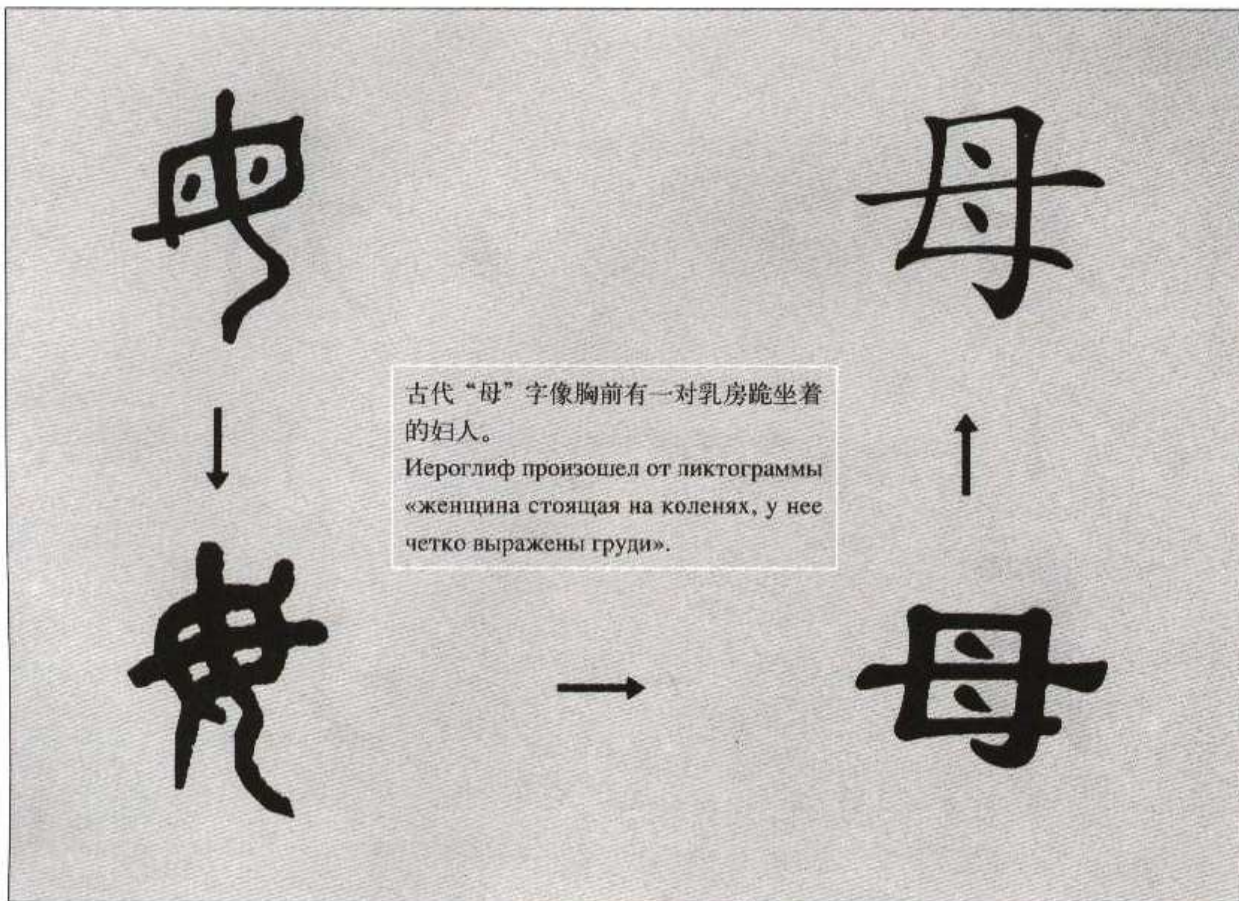 母
古代“母”字像胸前有一对乳房跪坐着
的妇人。
Иероглиф произошел от пиктограммы
«женщина стоящая на коленях, у нее
четко выражены груди».
母